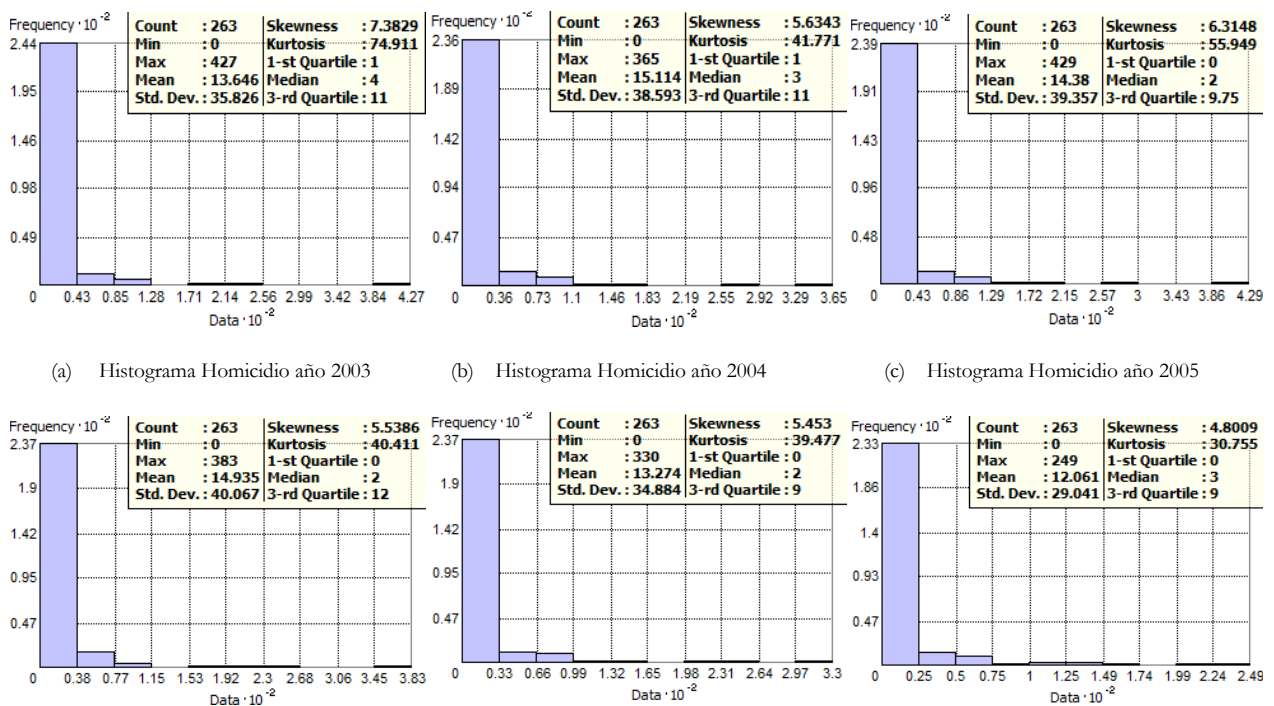 Frequency · 10⁻²
Count : 263 Skewness : 7.3829
Min : 0 Kurtosis : 74.911
Max : 427 1-st Quartile : 1
Mean : 13.646 Median : 4
Std. Dev. : 35.826 3-rd Quartile : 11
2.44
1.95
1.46
0.98
0.49
0 0.43 0.85 1.28 1.71 2.14 2.56 2.99 3.42 3.84 4.27
Data · 10⁻²
(a) Histograma Homicidio año 2003
Frequency · 10⁻²
Count : 263 Skewness : 5.6343
Min : 0 Kurtosis : 41.771
Max : 365 1-st Quartile : 1
Mean : 15.114 Median : 3
Std. Dev. : 38.593 3-rd Quartile : 11
2.36
1.89
1.42
0.94
0.47
0 0.36 0.73 1.1 1.46 1.83 2.19 2.55 2.92 3.29 3.65
Data · 10⁻²
(b) Histograma Homicidio año 2004
Frequency · 10⁻²
Count : 263 Skewness : 6.3148
Min : 0 Kurtosis : 55.949
Max : 429 1-st Quartile : 0
Mean : 14.38 Median : 2
Std. Dev. : 39.357 3-rd Quartile : 9.75
2.39
1.91
1.43
0.96
0.48
0 0.43 0.86 1.29 1.72 2.15 2.57 3 3.43 3.86 4.29
Data · 10⁻²
(c) Histograma Homicidio año 2005
Frequency · 10⁻²
Count : 263 Skewness : 5.5386
Min : 0 Kurtosis : 40.411
Max : 383 1-st Quartile : 0
Mean : 14.935 Median : 2
Std. Dev. : 40.067 3-rd Quartile : 12
2.37
1.9
1.42
0.95
0.47
0 0.38 0.77 1.15 1.53 1.92 2.3 2.68 3.06 3.45 3.83
Data · 10⁻²
Frequency · 10⁻²
Count : 263 Skewness : 5.453
Min : 0 Kurtosis : 39.477
Max : 330 1-st Quartile : 0
Mean : 13.274 Median : 2
Std. Dev. : 34.884 3-rd Quartile : 9
2.37
1.9
1.42
0.95
0.47
0 0.33 0.66 0.99 1.32 1.65 1.98 2.31 2.64 2.97 3.3
Data · 10⁻²
Frequency · 10⁻²
Count : 263 Skewness : 4.8009
Min : 0 Kurtosis : 30.755
Max : 249 1-st Quartile : 0
Mean : 12.061 Median : 3
Std. Dev. : 29.041 3-rd Quartile : 9
2.33
1.86
1.4
0.93
0.47
0 0.25 0.5 0.75 1 1.25 1.49 1.74 1.99 2.24 2.49
Data · 10⁻²